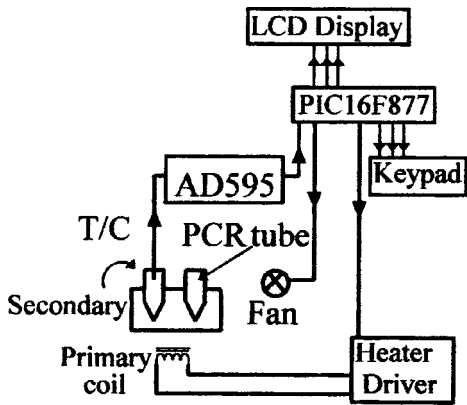 LCD Display
PIC16F877
Keypad
AD595
T/C
PCR tube
Secondary
Fan
Primary
coil
Heater
Driver